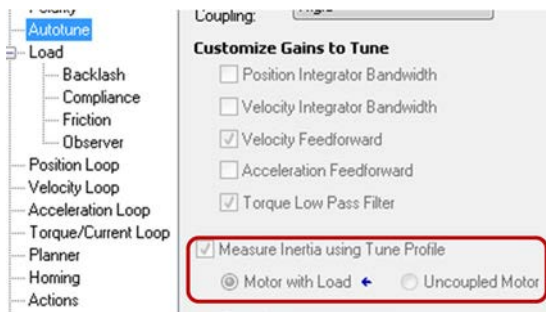 Polarity
Autotune
Load
Backlash
Compliance
Friction
Observer
Position Loop
Velocity Loop
Acceleration Loop
Torque/Current Loop
Planner
Homing
Actions
Coupling: Rigid
Customize Gains to Tune
Position Integrator Bandwidth
Velocity Integrator Bandwidth
Velocity Feedforward
Acceleration Feedforward
Torque Low Pass Filter
Measure Inertia using Tune Profile
Motor with Load
Uncoupled Motor